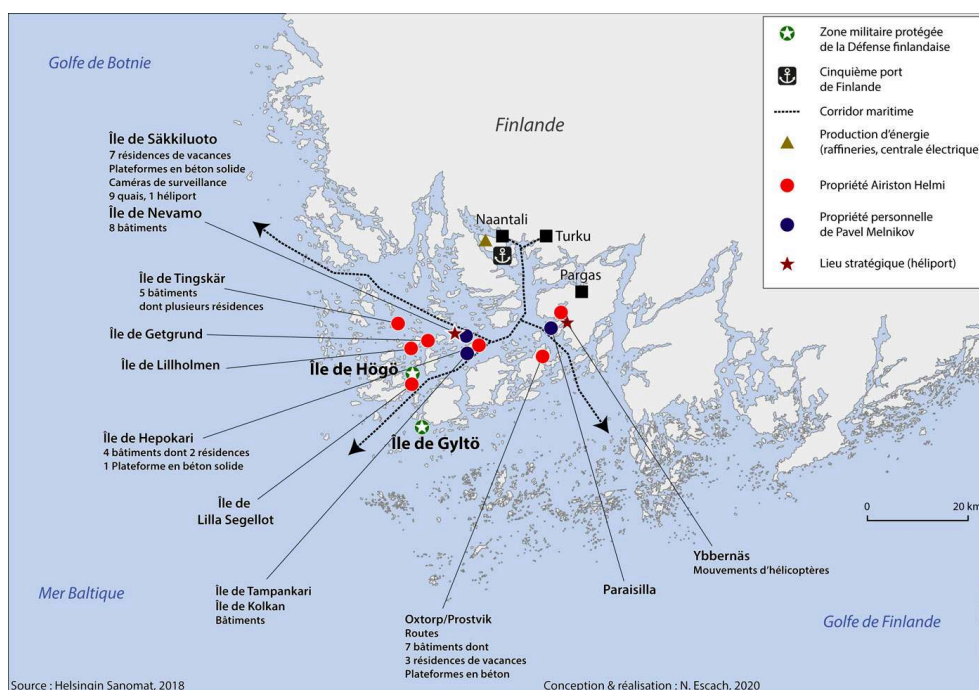 Golfe de Botnie
Finlande
Île de Säkkiluoto
7 résidences de vacances
Plateformes en béton solide
Caméras de surveillance
9 quais, 1 héliport
Île de Nevamo
8 bâtiments
Naantali
Turku
Pargas
Île de Tingskär
5 bâtiments
dont plusieurs résidences
Île de Getgrund
Île de Lillholmen
Île de Högö
Île de Gyltö
Île de Hepokari
4 bâtiments dont 2 résidences
1 Plateforme en béton solide
Île de
Lilla Segellot
Île de Tampankari
Île de Kolkan
Bâtiments
Oxtorp/Prostvik
Routes
7 bâtiments dont
3 résidences de vacances
Plateformes en béton
Paraisilla
Ybbernäs
Mouvements d'hélicoptères
Mer Baltique
Golfe de Finlande
Zone militaire protégée
de la Défense finlandaise
Cinquième port
de Finlande
Corridor maritime
Production d'énergie
(raffineries, centrale électrique
Propriété Airiston Helmi
Propriété personnelle
de Pavel Melnikov
Lieu stratégique (héliport)
0 20 km
Source : Helsingin Sanomat, 2018
Conception & réalisation : N. Escach, 2020